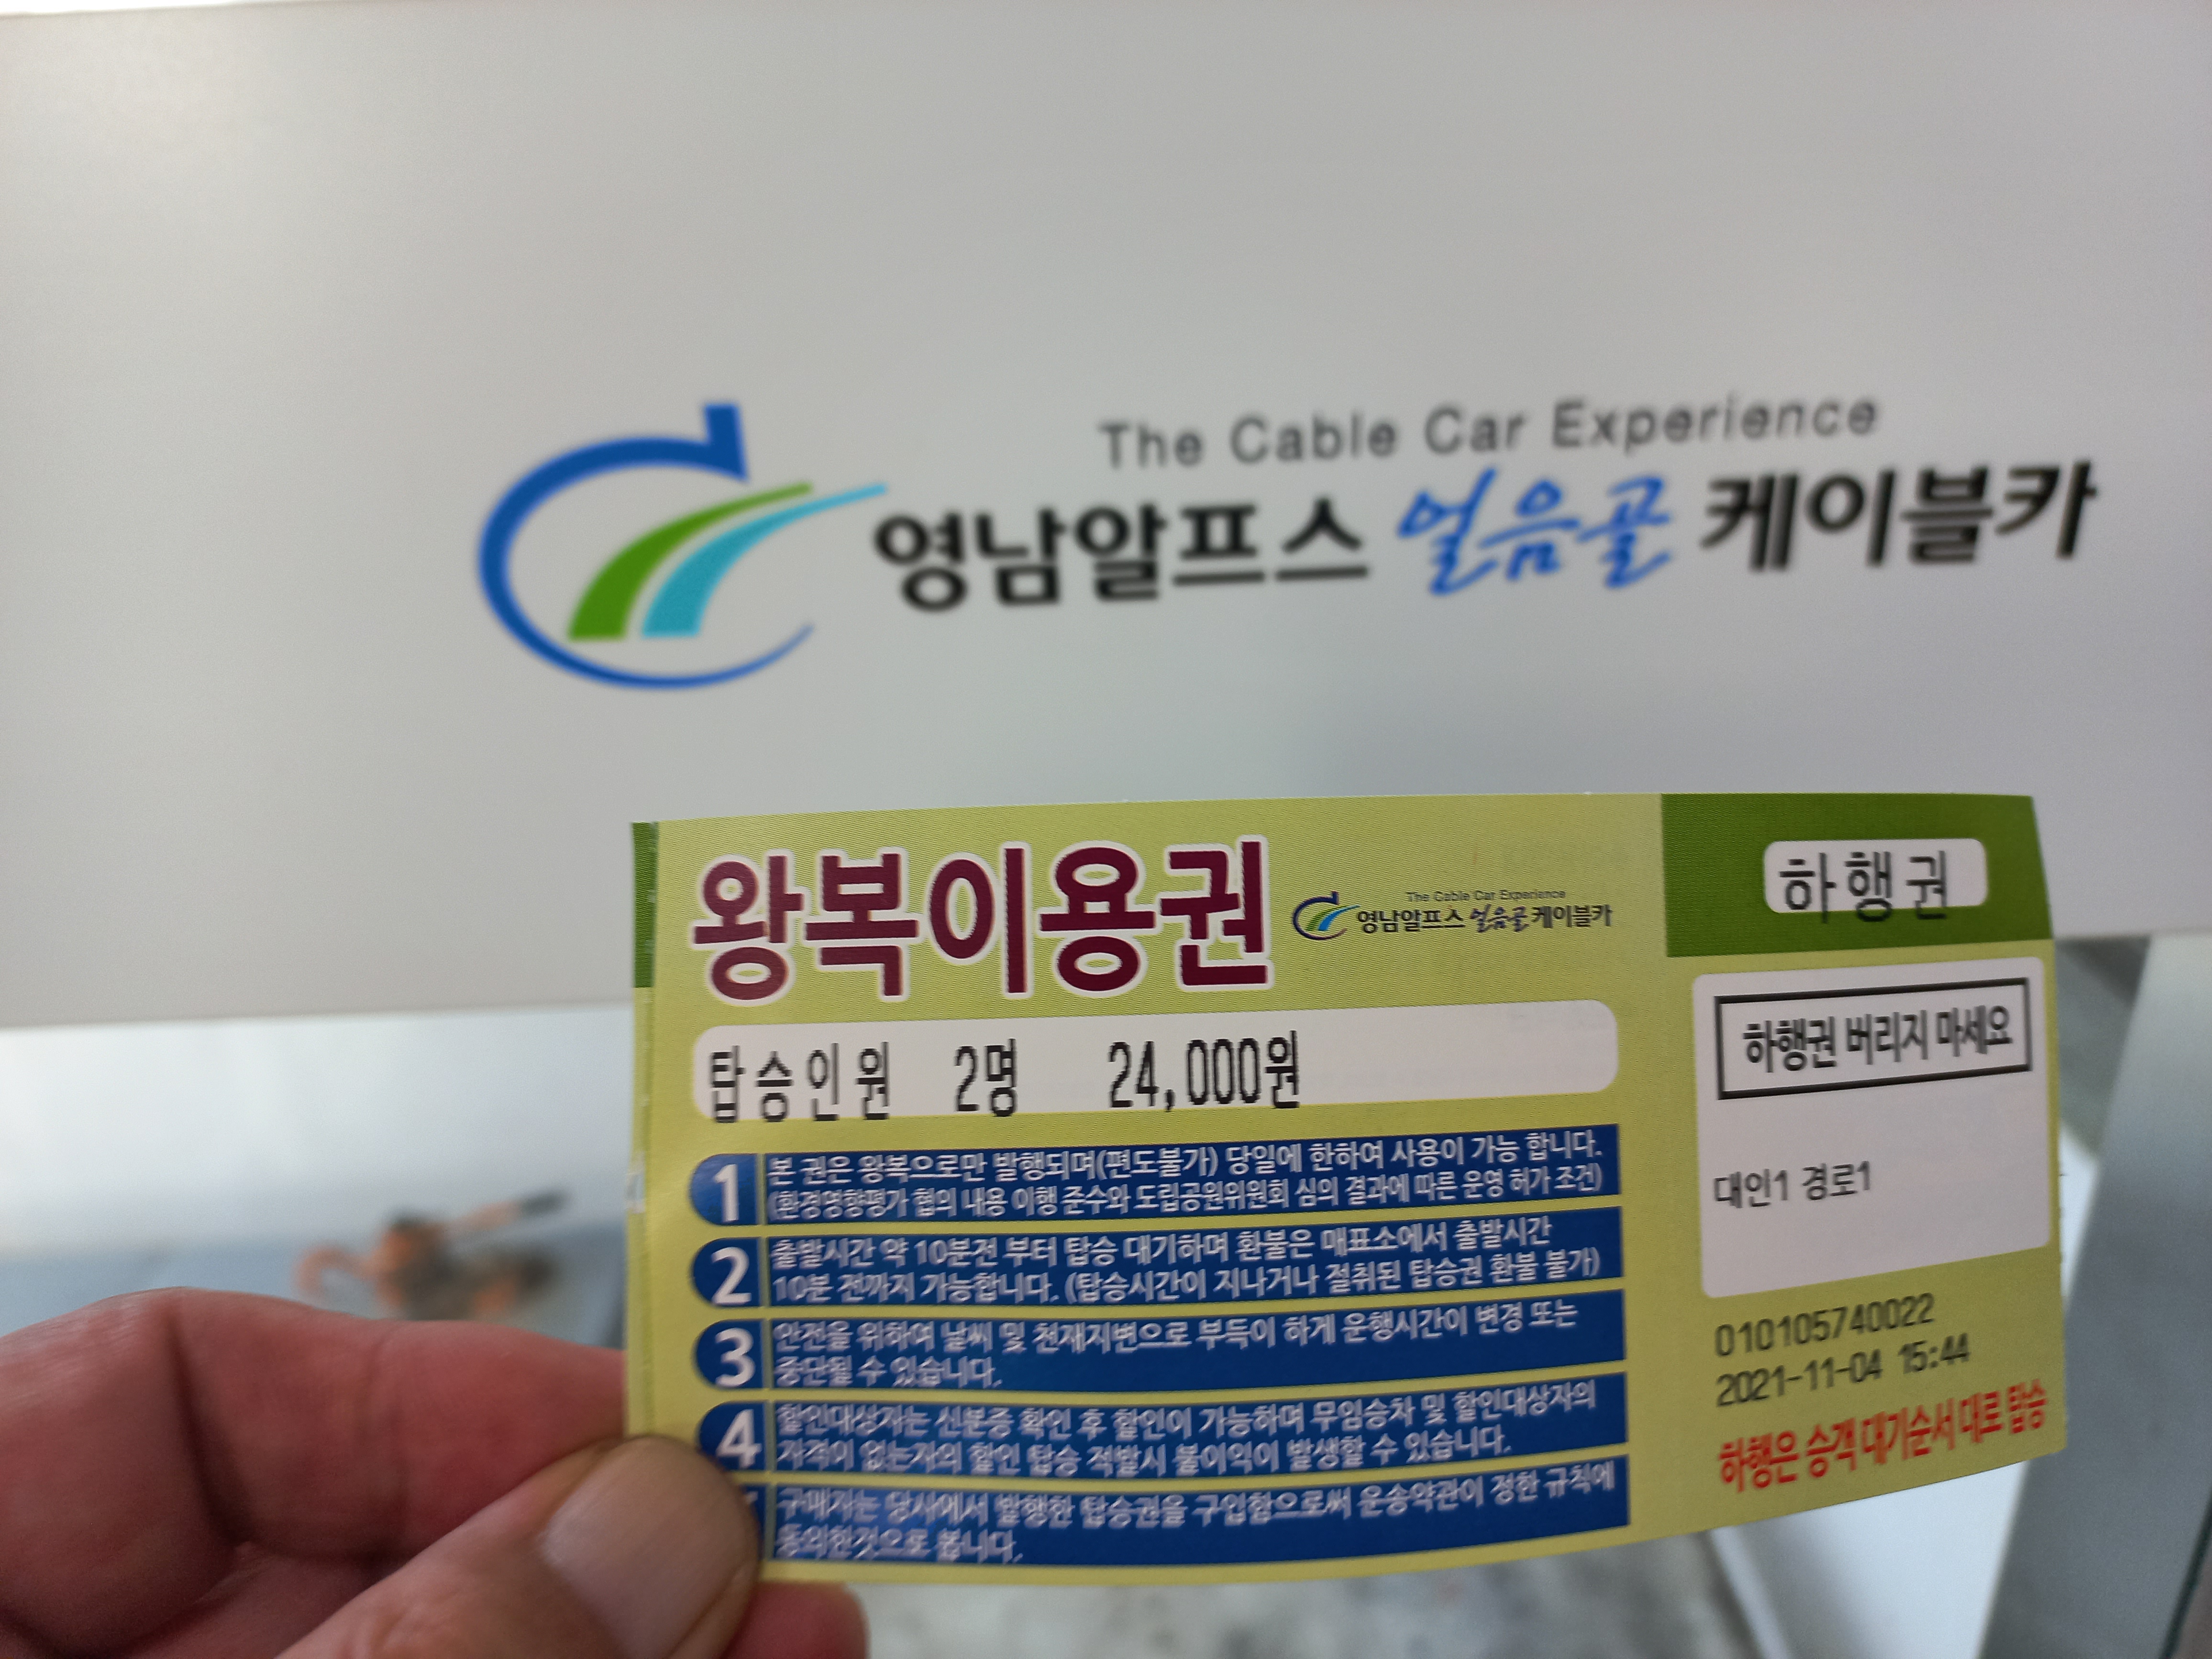 The Cable Car Experience
영남알프스 얼음골 케이블카
왕복이용권
The Cable Car Experience
영남알프스 얼음골 케이블카
하행권
탑승인원 2명 24,000원
1 본 권은 왕복으로만 발행되며(편도불가) 당일에 한하여 사용이 가능 합니다.
(환경영향평가 협의 내용 이행 준수와 도립공원위원회 심의 결과에 따른 운영 허가 조건)
2 출발시간 약 10분전 부터 탑승 대기하며 환불은 매표소에서 출발시간
10분 전까지 가능합니다. (탑승시간이 지나거나 절취된 탑승권 환불 불가)
3 안전을 위하여 날씨 및 천재지변으로 부득이 하게 운행시간이 변경 또는
중단될 수 있습니다.
4 할인대상자는 신분증 확인 후 할인이 가능하며 무임승차 및 할인대상자의
자격이 없는자의 할인 탑승 적발시 불이익이 발생할 수 있습니다.
구매자는 당사에서 발행한 탑승권을 구입함으로써 운송약관이 정한 규칙에
동의한것으로 봅니다.
하행권 버리지 마세요
대인1 경로1
010105740022
2021-11-04 15:44
하행은 승객 대기순서 대로 탑승